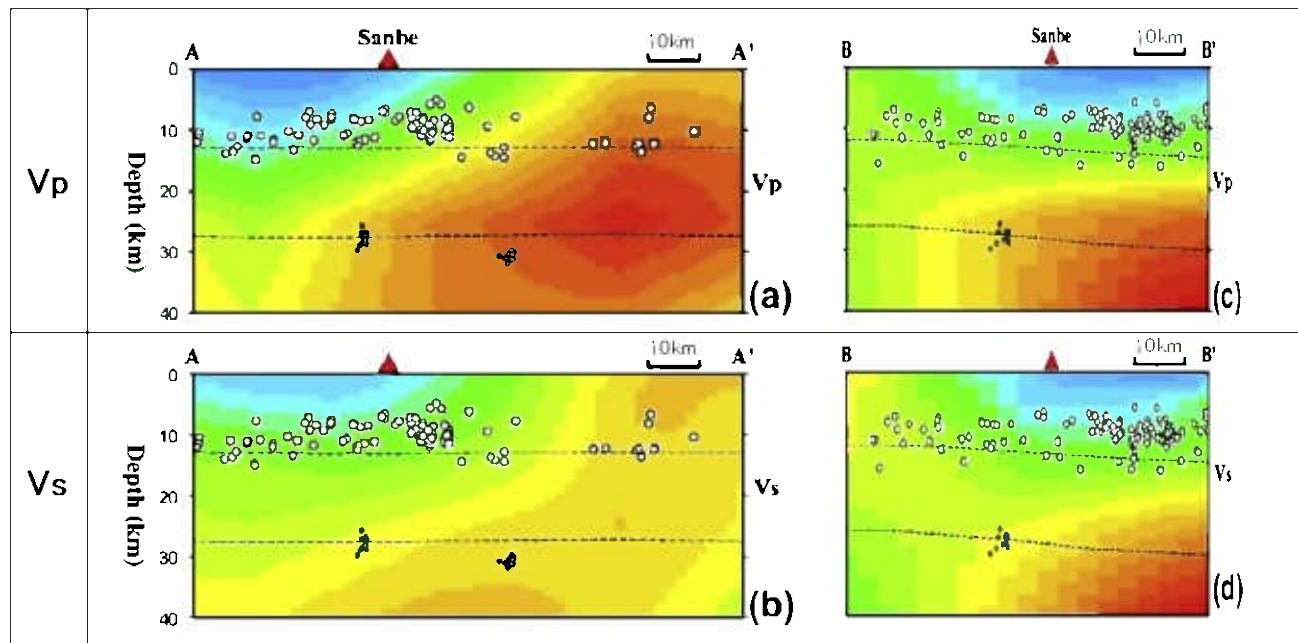 Vp
Sanbe
A
A'
10km
0
10
20
30
40
Depth (km)
Vp
(a)
Sanbe
B
B'
10km
Vp
(c)
Vs
A
A'
10km
0
10
20
30
40
Depth (km)
Vs
(b)
B
B'
10km
Vs
(d)